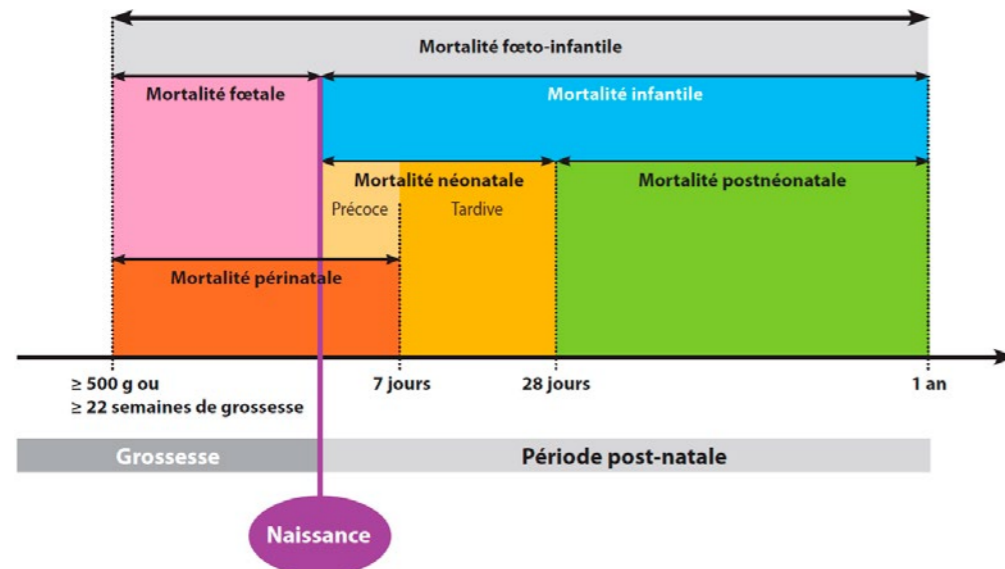 Mortalité fœto-infantile
Mortalité fœtale
Mortalité infantile
Mortalité néonatale
Mortalité postnéonatale
Précoce
Tardive
Mortalité périnatale
≥ 500 g ou
≥ 22 semaines de grossesse
7 jours
28 jours
1 an
Grossesse
Période post-natale
Naissance